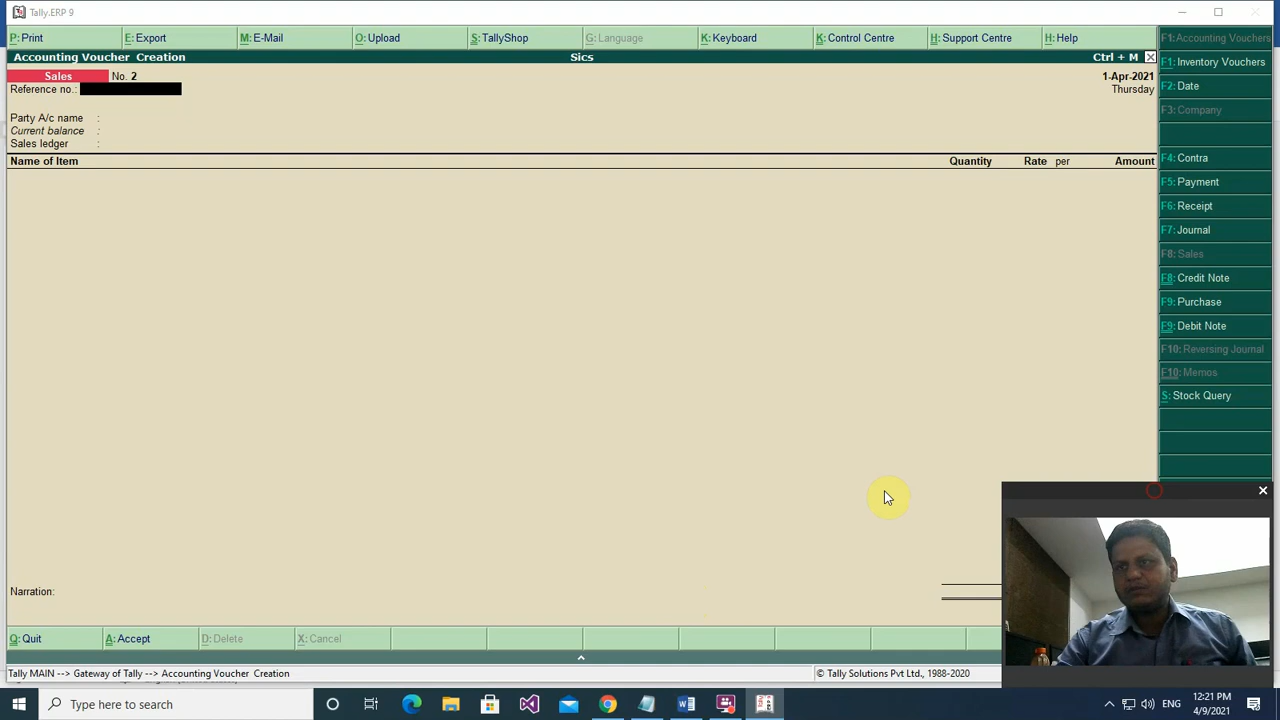 Tally.ERP 9
P: Print
E: Export
M: E-Mail
O: Upload
S: TallyShop
G: Language
K: Keyboard
K: Control Centre
H: Support Centre
H: Help
F1: Accounting Vouchers
Accounting Voucher Creation
Sics
Ctrl + M
F1: Inventory Vouchers
Sales
No. 2
1-Apr-2021
Reference no.:
Thursday
F2: Date
F3: Company
Party A/c name :
Current balance :
Sales ledger :
Name of Item
Quantity
Rate per
Amount
F4: Contra
F5: Payment
F6: Receipt
F7: Journal
F8: Sales
F8: Credit Note
F9: Purchase
F9: Debit Note
F10: Reversing Journal
F10: Memos
S: Stock Query
Narration:
Q: Quit
A: Accept
D: Delete
X: Cancel
Tally MAIN --> Gateway of Tally --> Accounting Voucher Creation
© Tally Solutions Pvt Ltd., 1988-2020
Type here to search
ENG
12:21 PM
4/9/2021